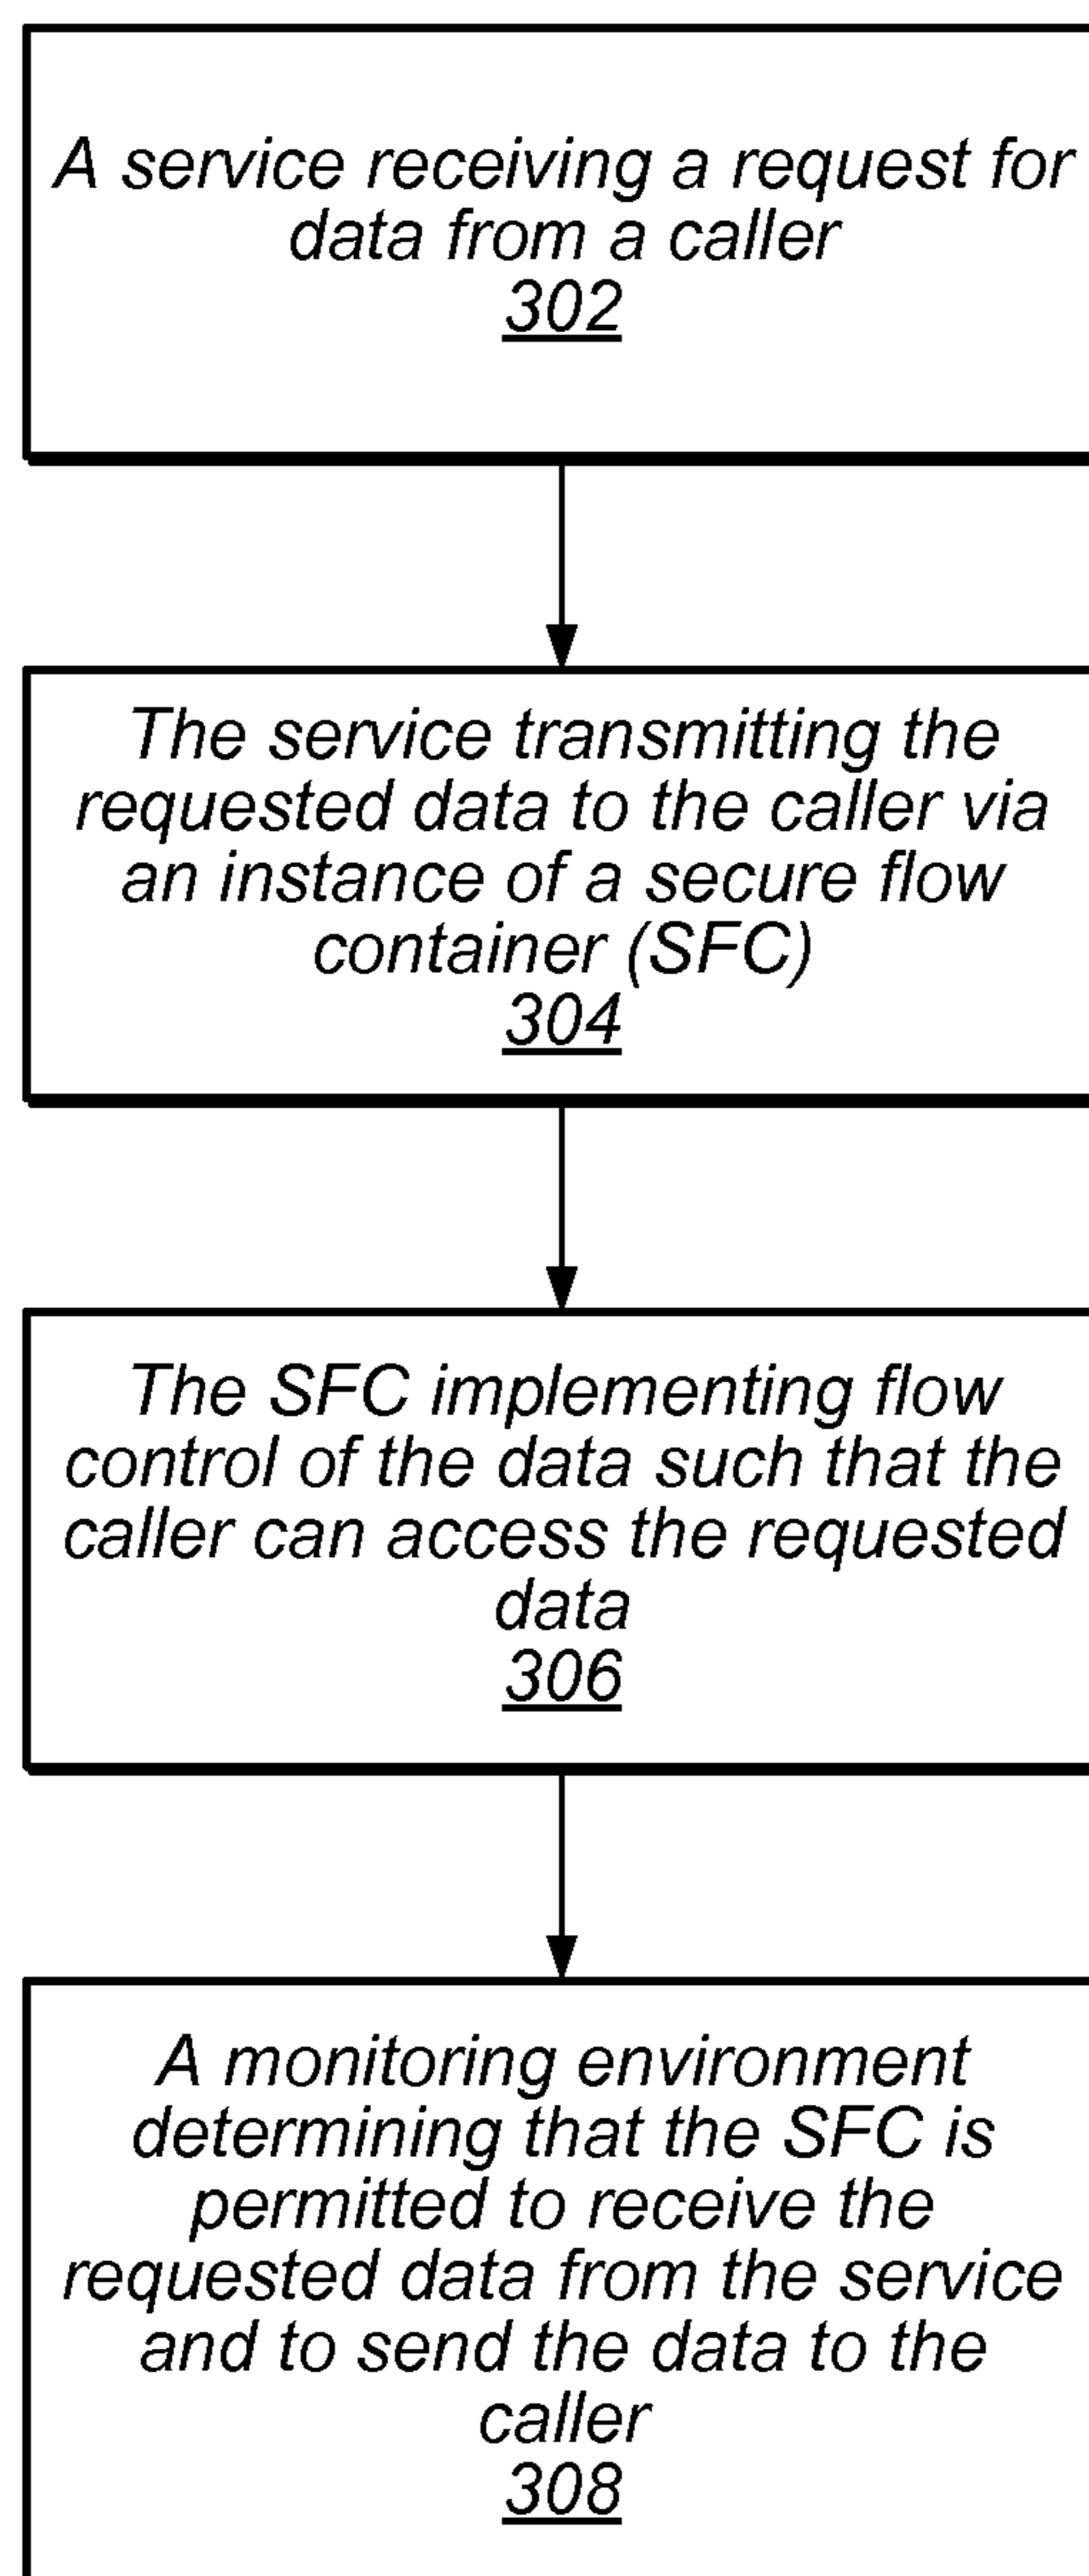 A service receiving a request for
data from a caller
302
The service transmitting the
requested data to the caller via
an instance of a secure flow
container (SFC)
304
The SFC implementing flow
control of the data such that the
caller can access the requested
data
306
A monitoring environment
determining that the SFC is
permitted to receive the
requested data from the service
and to send the data to the
caller
308